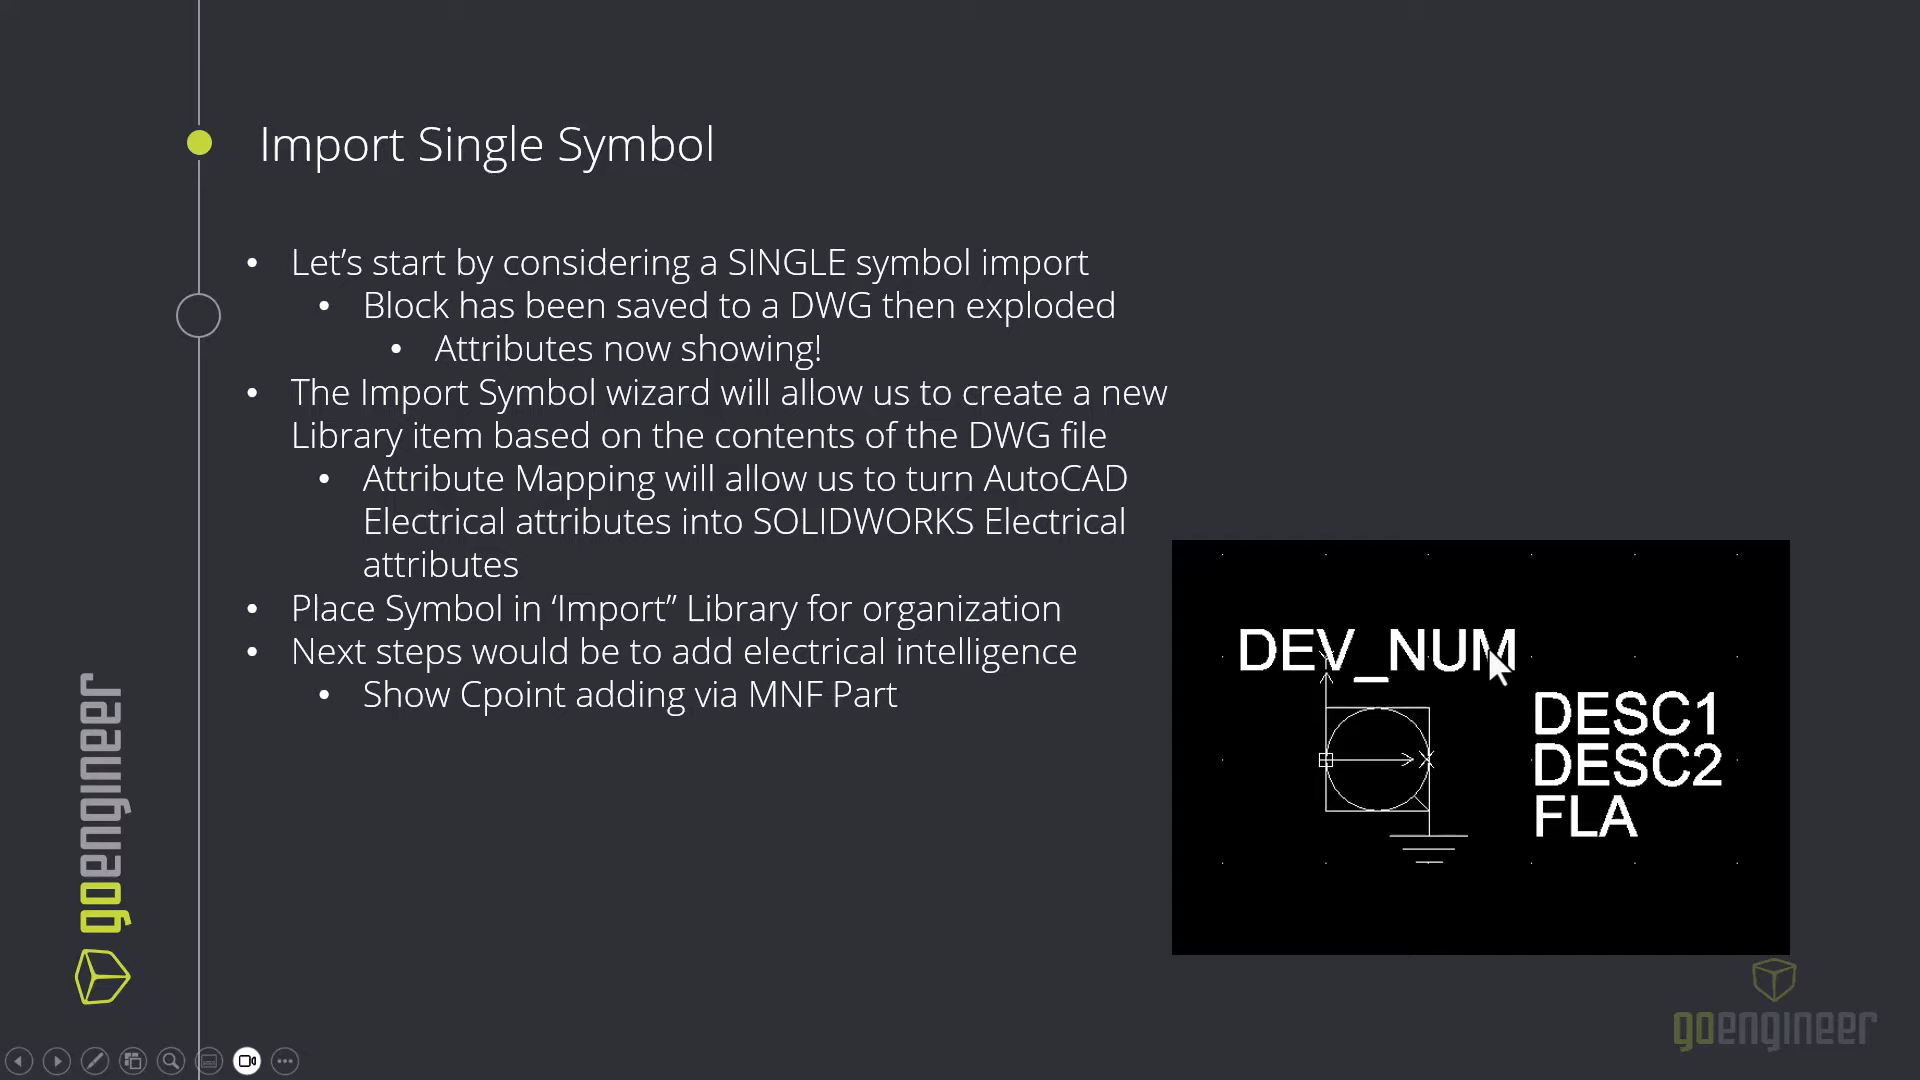 Import Single Symbol
• Let’s start by considering a SINGLE symbol import
• Block has been saved to a DWG then exploded
• Attributes now showing!
• The Import Symbol wizard will allow us to create a new
Library item based on the contents of the DWG file
• Attribute Mapping will allow us to turn AutoCAD
Electrical attributes into SOLIDWORKS Electrical
attributes
• Place Symbol in ‘Import” Library for organization
• Next steps would be to add electrical intelligence
• Show Cpoint adding via MNF Part
DEV_NUM
DESC1
DESC2
FLA
goengineer
goengineer